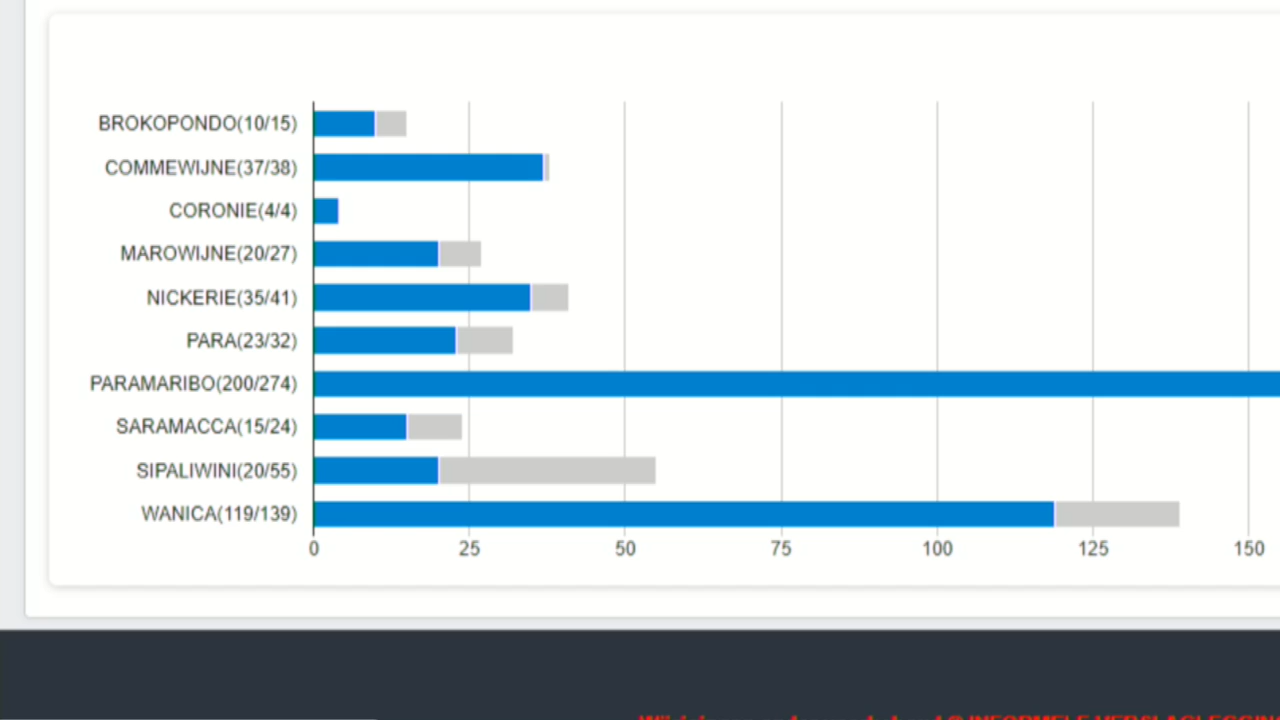 BROKOPONDO(10/15)
COMMEWIJNE(37/38)
CORONIE(4/4)
MAROWIJNE(20/27)
NICKERIE(35/41)
PARA(23/32)
PARAMARIBO(200/274)
SARAMACCA(15/24)
SIPALIWINI(20/55)
WANICA(119/139)
0 25 50 75 100 125 150